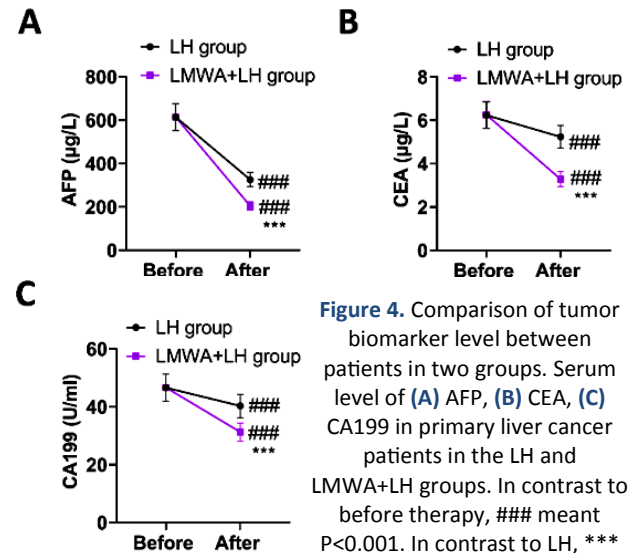 A
LH group
LMWA+LH group
AFP (μg/L)
800
600
400
200
0
###
###
***
Before After
B
LH group
LMWA+LH group
CEA (μg/L)
8
6
4
2
0
###
###
***
Before After
C
LH group
LMWA+LH group
CA199 (U/ml)
60
40
20
0
###
###
***
Before After
Figure 4. Comparison of tumor
biomarker level between
patients in two groups. Serum
level of (A) AFP, (B) CEA, (C)
CA199 in primary liver cancer
patients in the LH and
LMWA+LH groups. In contrast to
before therapy, ### meant
P<0.001. In contrast to LH, ***